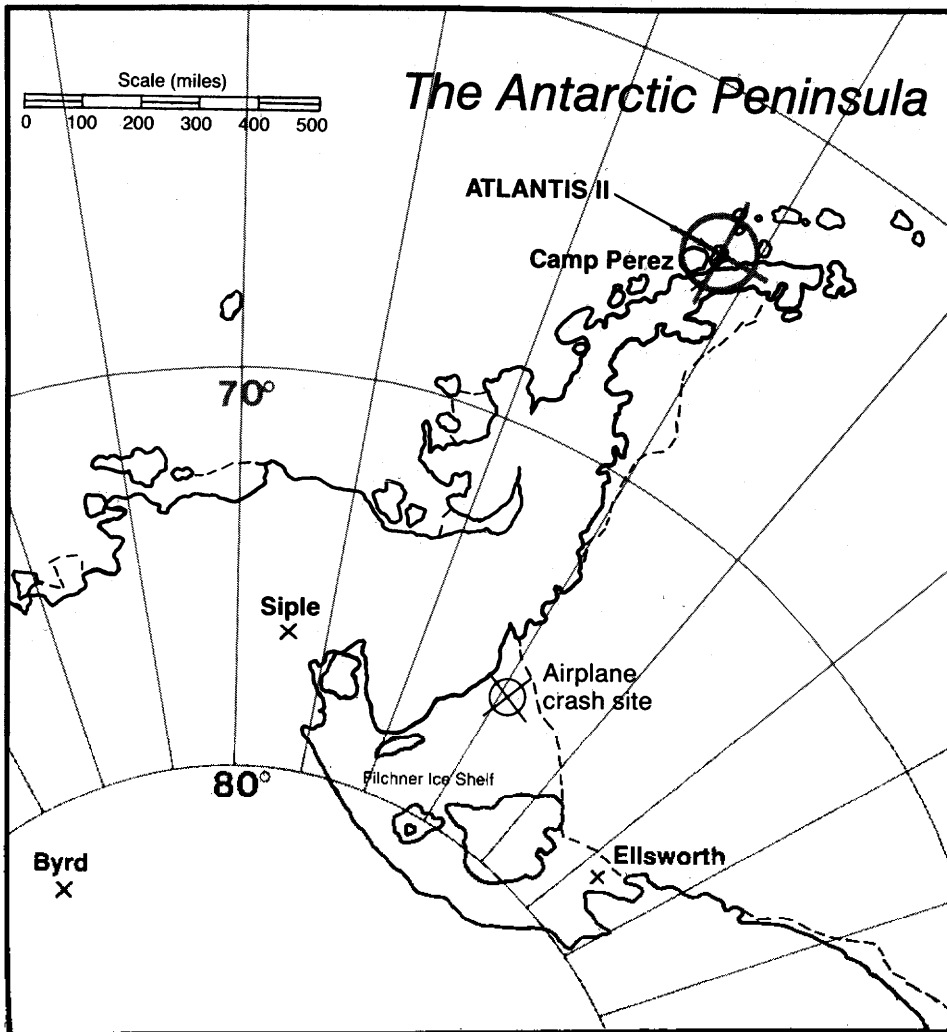 Scale (miles)
0 100 200 300 400 500
The Antarctic Peninsula
ATLANTIS II
Camp Perez
70°
Siple
Airplane
crash site
80°
Filchner Ice Shelf
Byrd
Ellsworth